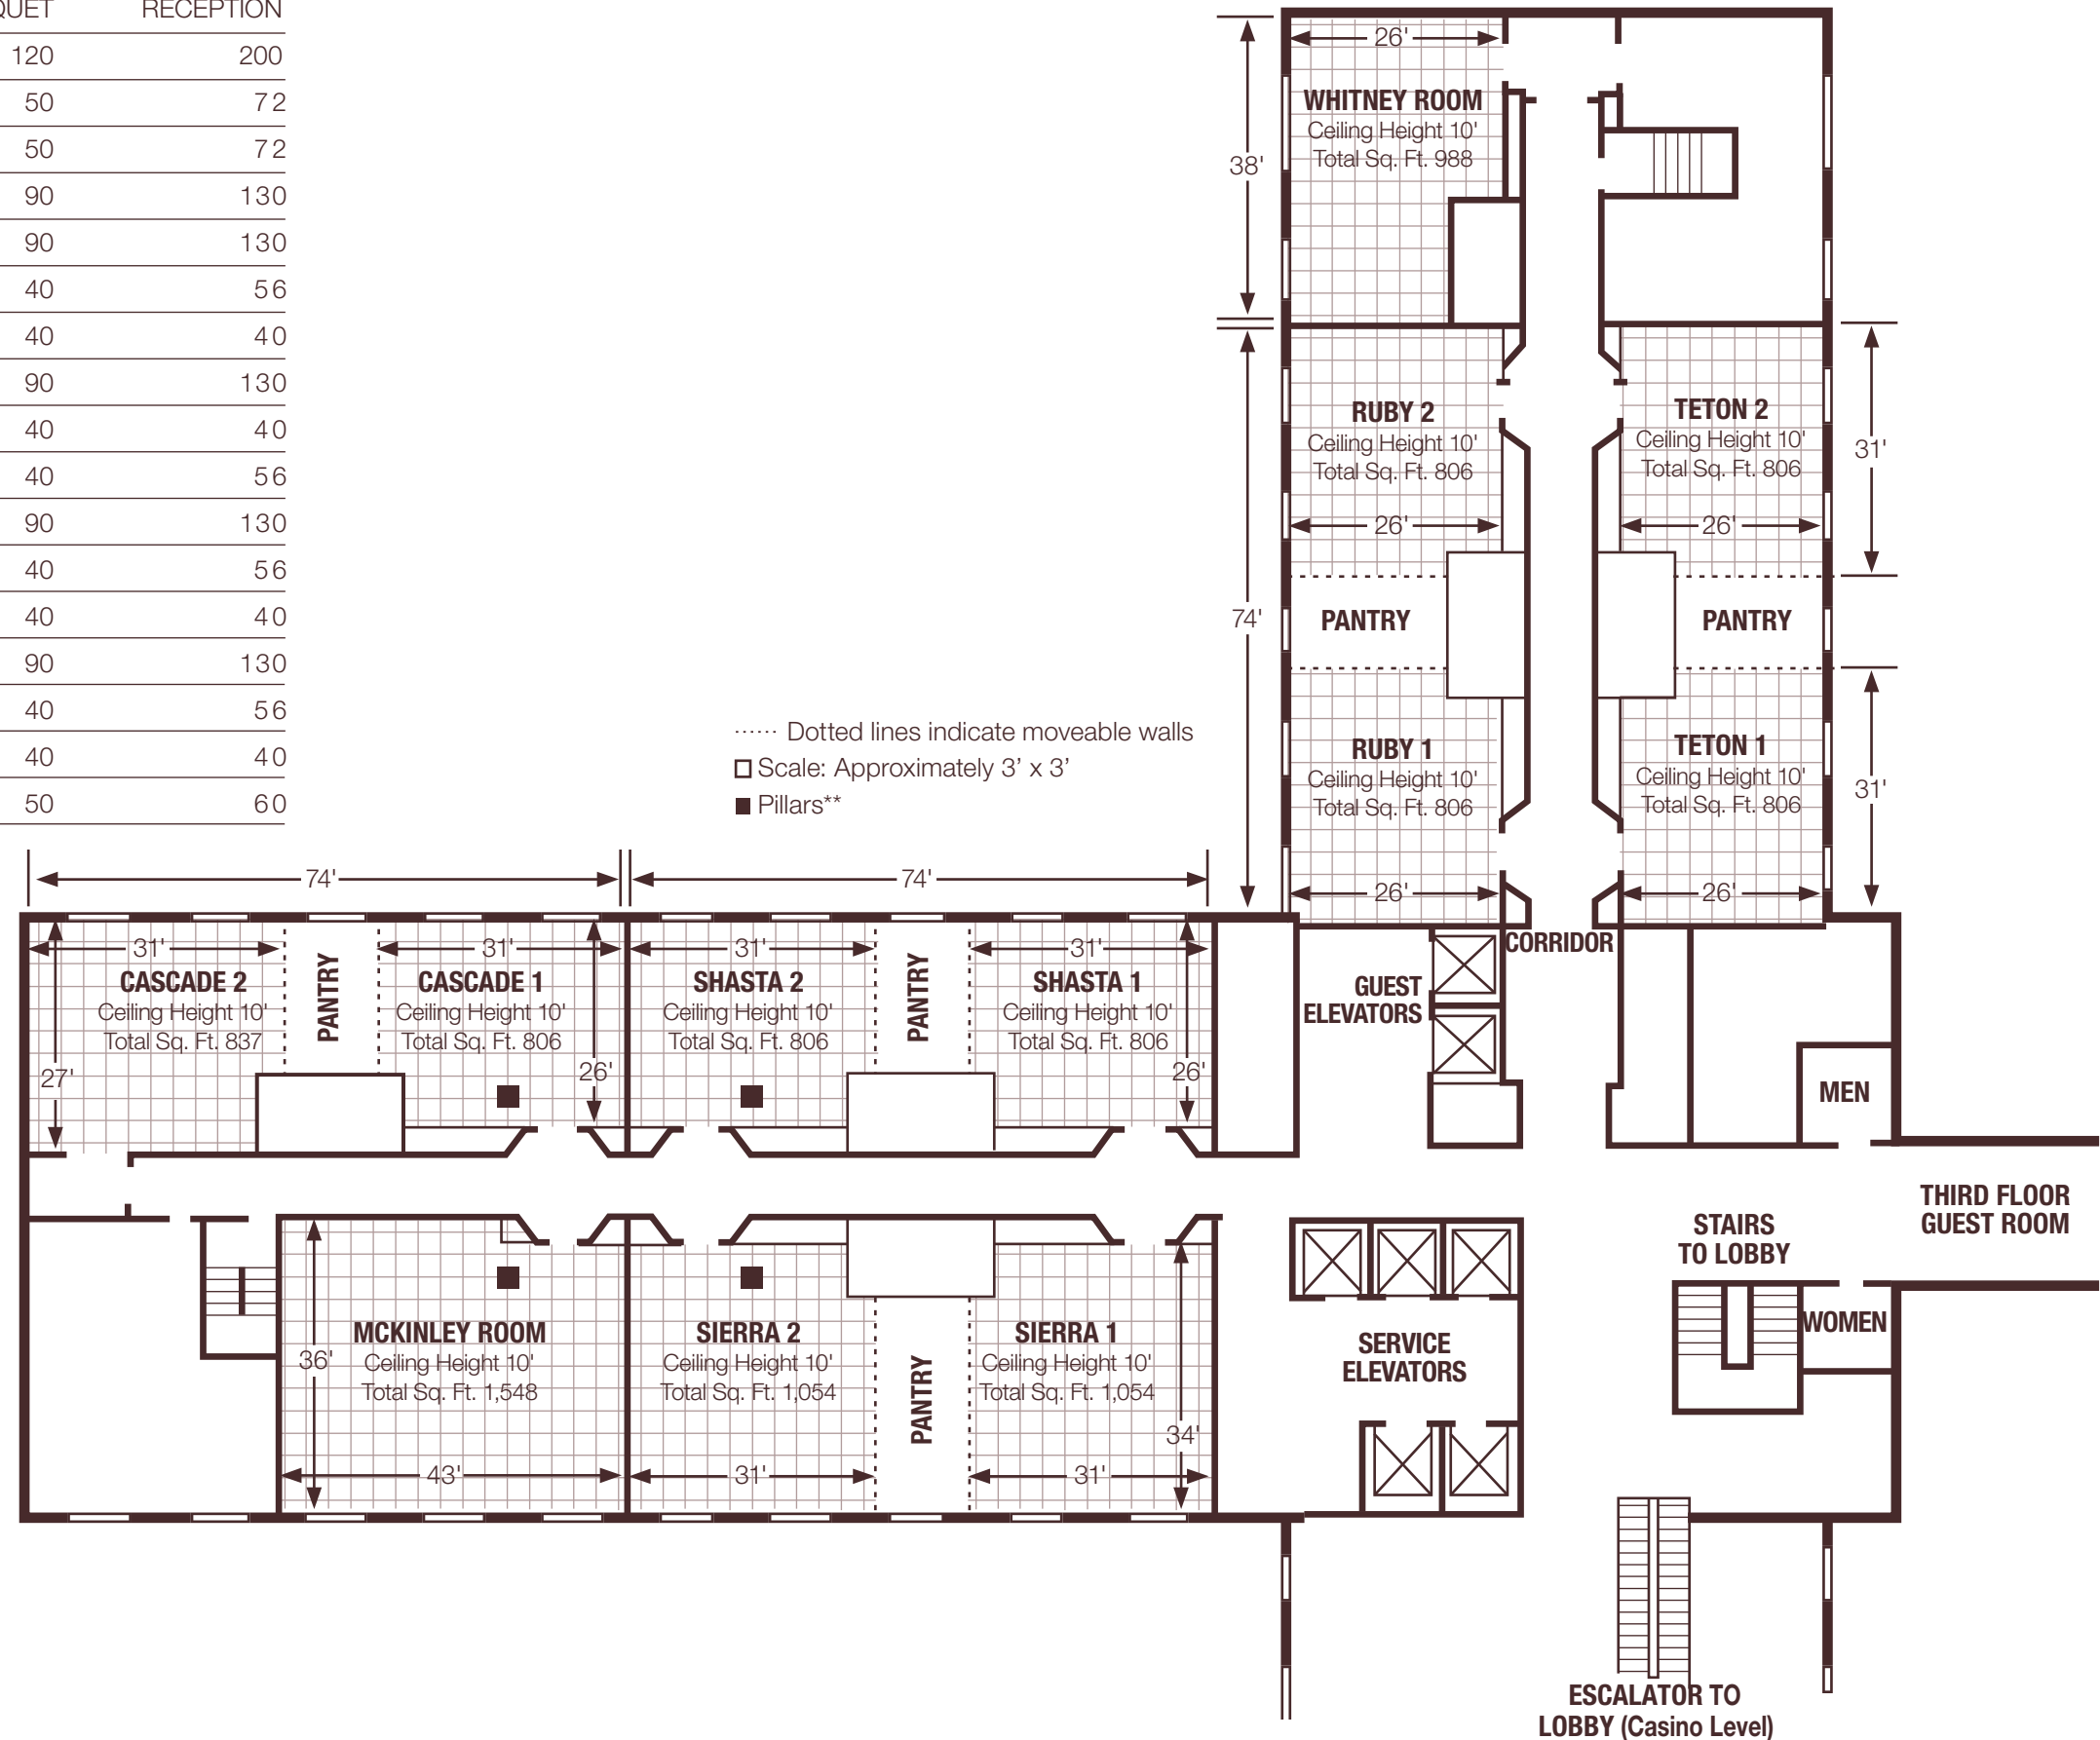 QUET RECEPTION
120 200
50 72
50 72
90 130
90 130
40 56
40 40
90 130
40 40
40 56
90 130
40 56
40 40
90 130
40 56
40 40
50 60
26'
WHITNEY ROOM
Ceiling Height 10'
Total Sq. Ft. 988
38'
RUBY 2
Ceiling Height 10'
Total Sq. Ft. 806
26'
TETON 2
Ceiling Height 10'
Total Sq. Ft. 806
26'
31'
74'
PANTRY
PANTRY
RUBY 1
Ceiling Height 10'
Total Sq. Ft. 806
26'
TETON 1
Ceiling Height 10'
Total Sq. Ft. 806
26'
31'
...... Dotted lines indicate moveable walls
Scale: Approximately 3’ x 3’
Pillars**
74'
74'
31'
CASCADE 2
Ceiling Height 10'
Total Sq. Ft. 837
27'
PANTRY
31'
CASCADE 1
Ceiling Height 10'
Total Sq. Ft. 806
26'
31'
SHASTA 2
Ceiling Height 10'
Total Sq. Ft. 806
PANTRY
31'
SHASTA 1
Ceiling Height 10'
Total Sq. Ft. 806
26'
CORRIDOR
GUEST
ELEVATORS
MEN
THIRD FLOOR
GUEST ROOM
STAIRS
TO LOBBY
WOMEN
MCKINLEY ROOM
Ceiling Height 10'
Total Sq. Ft. 1,548
36'
43'
SIERRA 2
Ceiling Height 10'
Total Sq. Ft. 1,054
31'
PANTRY
SIERRA 1
Ceiling Height 10'
Total Sq. Ft. 1,054
34'
31'
SERVICE
ELEVATORS
ESCALATOR TO
LOBBY (Casino Level)